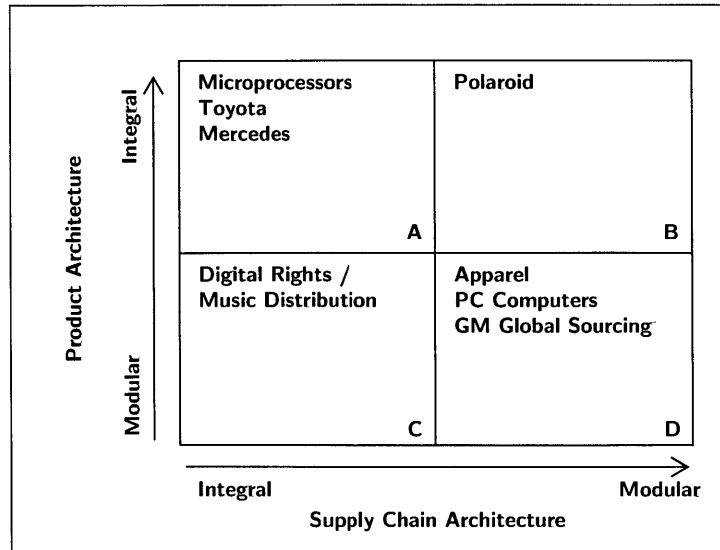 Product Architecture
Integral
Modular
Microprocessors
Toyota
Mercedes
A
Polaroid
B
Digital Rights /
Music Distribution
C
Apparel
PC Computers
GM Global Sourcing
D
Integral
Modular
Supply Chain Architecture